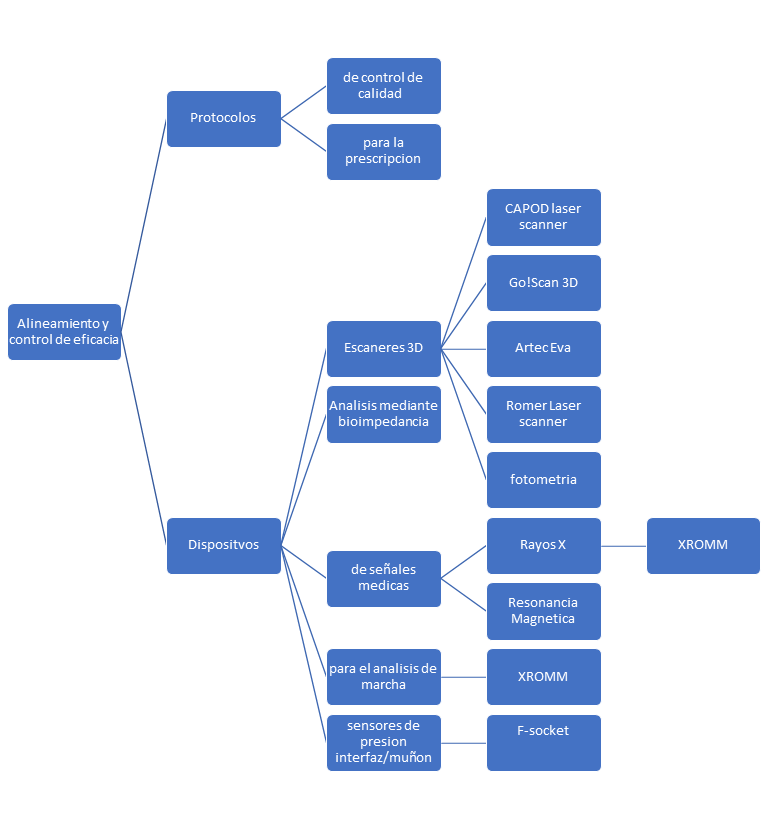 Alineamiento y
control de eficacia
Protocolos
de control de
calidad
para la
prescripcion
Dispositvos
Escaneres 3D
CAPOD laser
scanner
Go!Scan 3D
Artec Eva
Romer Laser
scanner
fotometria
Analisis mediante
bioimpedancia
de señales
medicas
Rayos X
XROMM
Resonancia
Magnetica
para el analisis de
marcha
XROMM
sensores de
presion
interfaz/muñon
F-socket